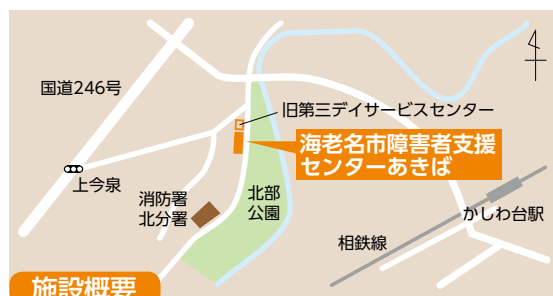 国道246号
旧第三デイサービスセンター
海老名市障害者支援
センターあきば
上今泉
消防署
北分署
北部
公園
かしわ台駅
相鉄線
施設概要